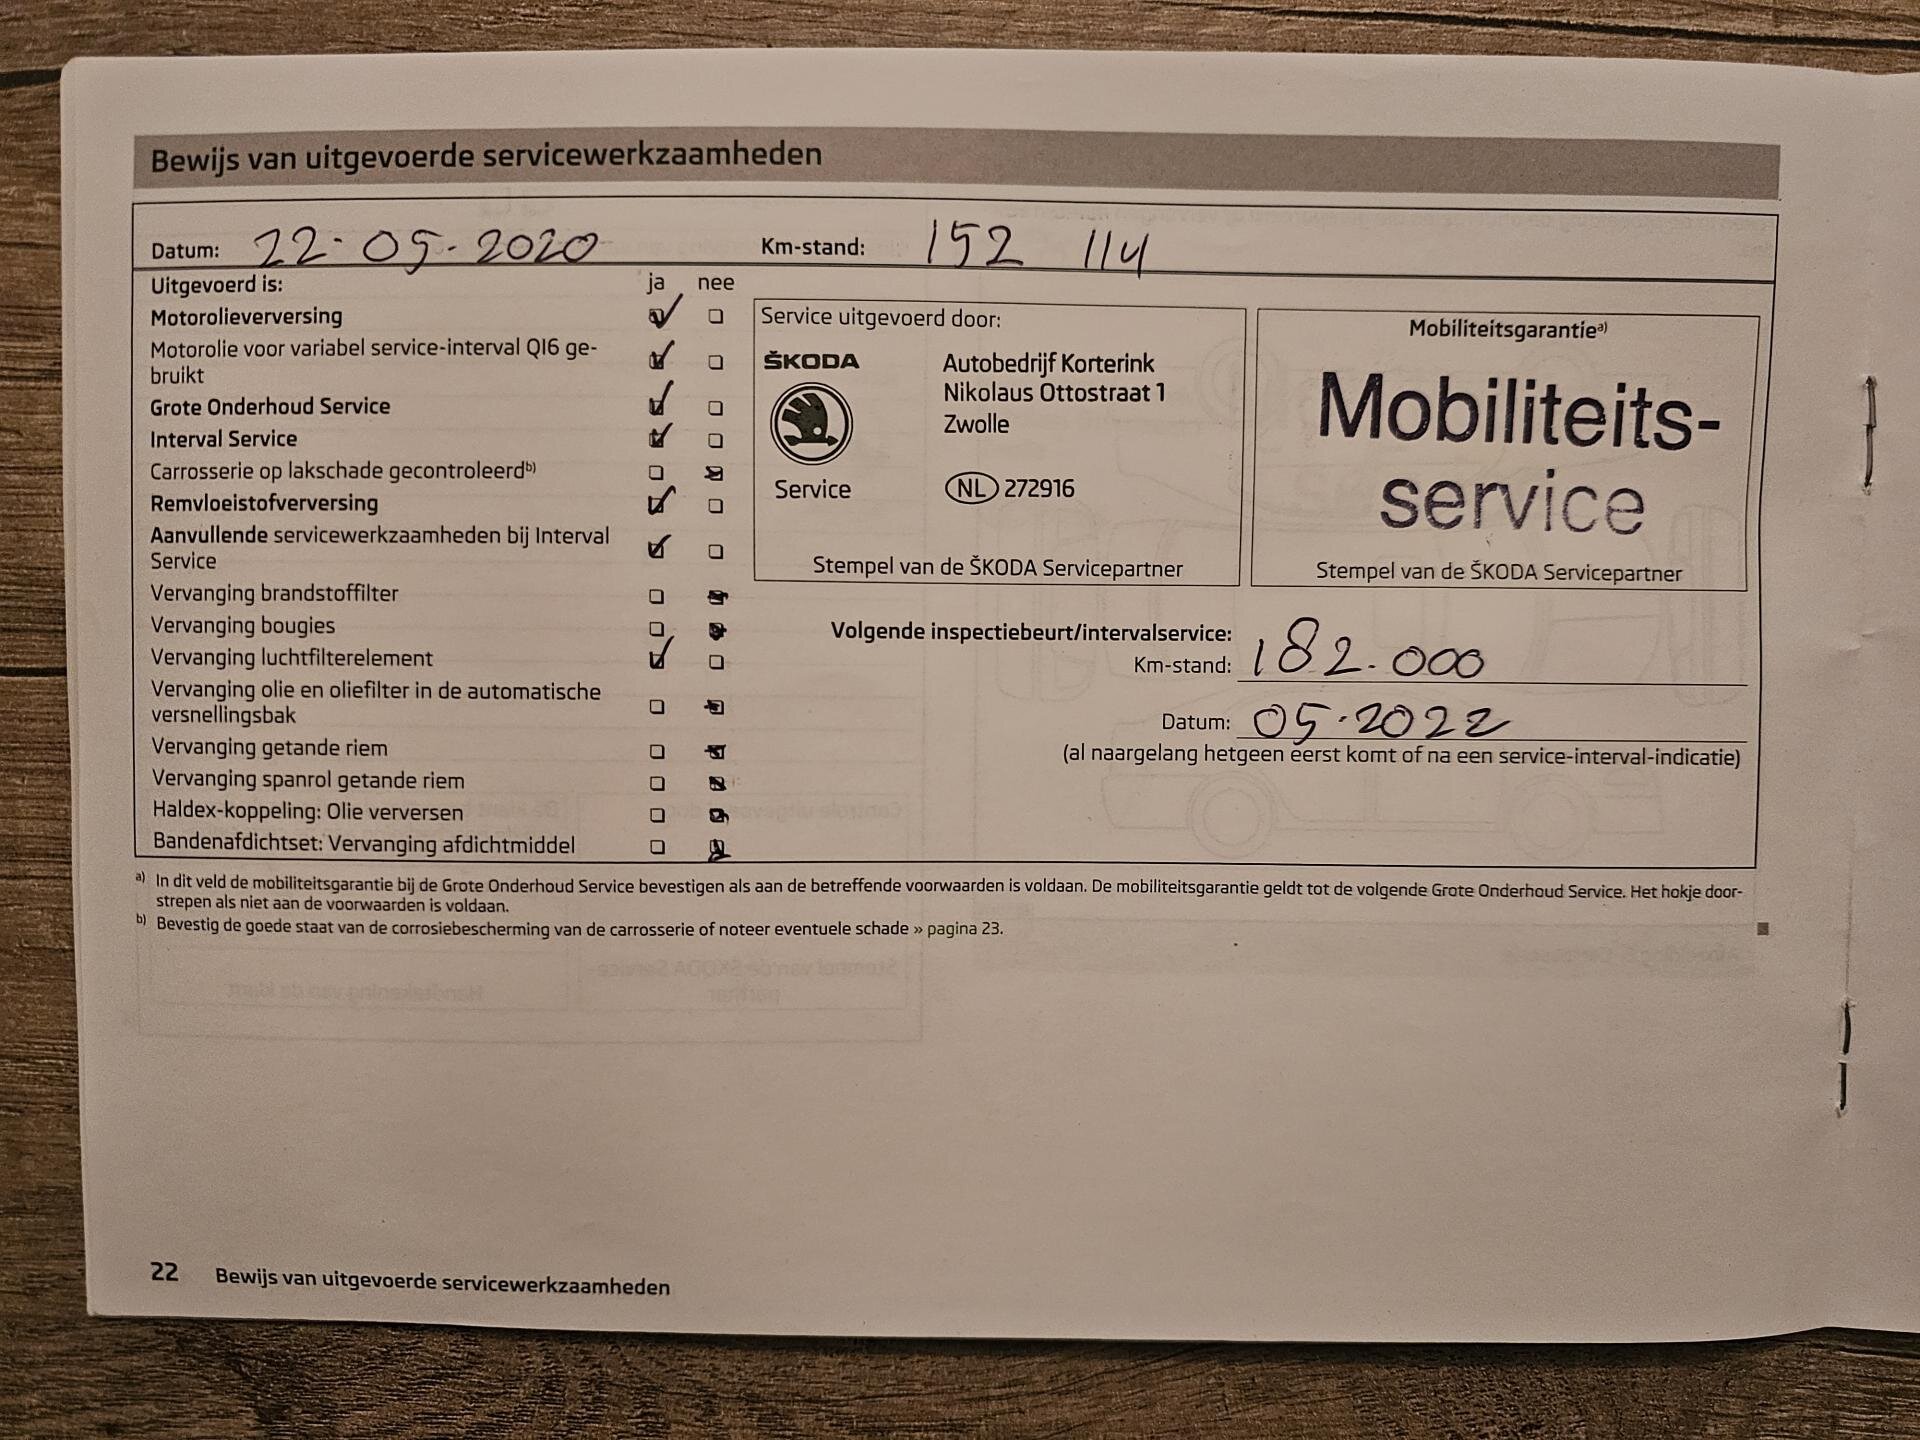 Bewijs van uitgevoerde servicewerkzaamheden
Datum: 22-05-2020 Km-stand: 152 114
Uitgevoerd is: ja nee
Motorolieverversing
Motorolie voor variabel service-interval QI6 ge-
bruikt
Grote Onderhoud Service
Interval Service
Carrosserie op lakschade gecontroleerdb)
Remvloeistofverversing
Aanvullende servicewerkzaamheden bij Interval
Service
Vervanging brandstoffilter
Vervanging bougies
Vervanging luchtfilterelement
Vervanging olie en oliefilter in de automatische
versnellingsbak
Vervanging getande riem
Vervanging spanrol getande riem
Haldex-koppeling: Olie verversen
Bandenafdichtset: Vervanging afdichtmiddel
Service uitgevoerd door:
ŠKODA
Service
Autobedrijf Korterink
Nikolaus Ottostraat 1
Zwolle
NL 272916
Stempel van de ŠKODA Servicepartner
Mobiliteitsgarantiea)
Mobiliteits-
service
Stempel van de ŠKODA Servicepartner
Volgende inspectiebeurt/intervalservice:
Km-stand: 182.000
Datum: 05.2022
(al naargelang hetgeen eerst komt of na een service-interval-indicatie)
a) In dit veld de mobiliteitsgarantie bij de Grote Onderhoud Service bevestigen als aan de betreffende voorwaarden is voldaan. De mobiliteitsgarantie geldt tot de volgende Grote Onderhoud Service. Het hokje door-
strepen als niet aan de voorwaarden is voldaan.
b) Bevestig de goede staat van de corrosiebescherming van de carrosserie of noteer eventuele schade » pagina 23.
22 Bewijs van uitgevoerde servicewerkzaamheden